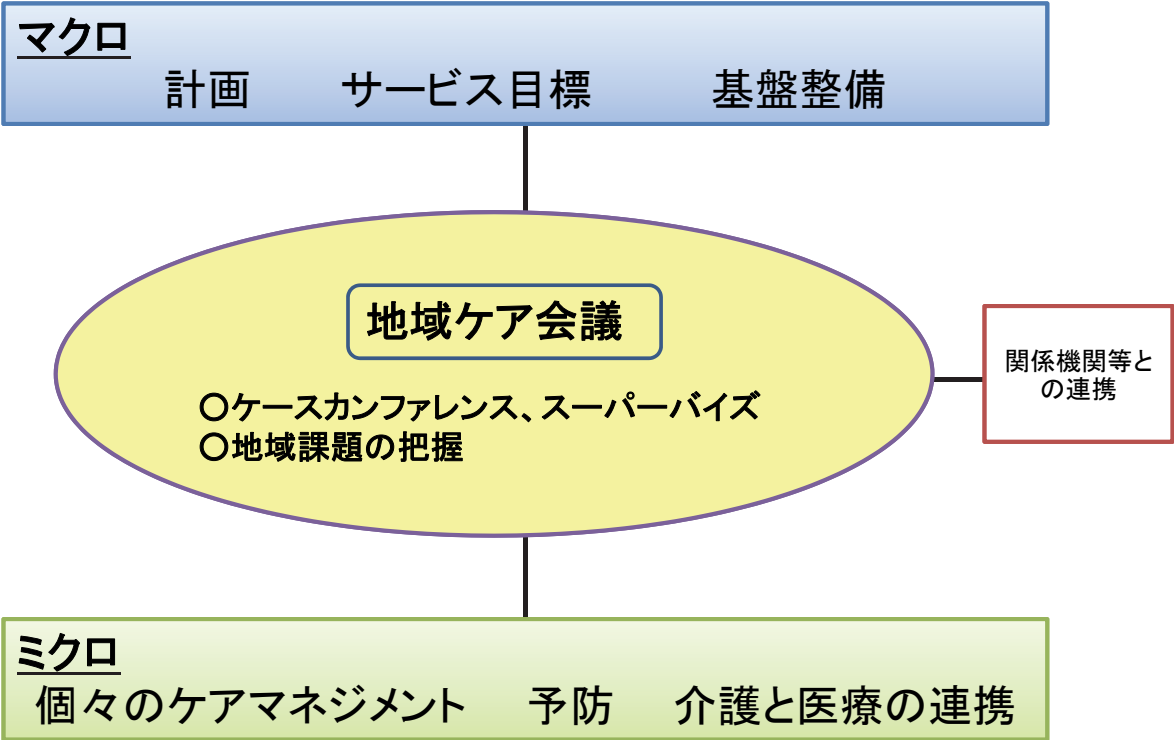 マクロ
計画 サービス目標 基盤整備
地域ケア会議
○ケースカンファレンス、スーパーバイズ
○地域課題の把握
関係機関等と
の連携
ミクロ
個々のケアマネジメント 予防 介護と医療の連携